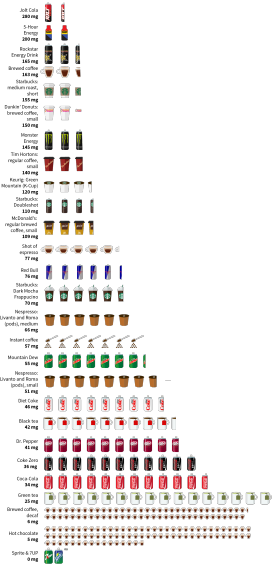 Jolt Cola
280 mg
5-Hour
Energy
200 mg
Rockstar
Energy Drink
165 mg
Brewed coffee
163 mg
Starbucks:
medium roast,
short
155 mg
Dunkin' Donuts:
brewed coffee,
small
150 mg
Monster
Energy
145 mg
Tim Hortons:
regular coffee,
small
140 mg
Keurig: Green
Mountain (K-Cup)
120 mg
Starbucks:
Doubleshot
110 mg
McDonald's:
regular brewed
coffee, small
109 mg
Shot of
espresso
77 mg
Red Bull
76 mg
Starbucks:
Dark Mocha
Frappucino
70 mg
Nespresso:
Livanto and Roma
(pods), medium
65 mg
Instant coffee
57 mg
Mountain Dew
55 mg
Nespresso:
Livanto and Roma
(pods), small
51 mg
Diet Coke
46 mg
Black tea
42 mg
Dr. Pepper
41 mg
Coke Zero
35 mg
Coca-Cola
34 mg
Green tea
25 mg
Brewed coffee,
decaf
6 mg
Hot chocolate
5 mg
Sprite & 7UP
0 mg